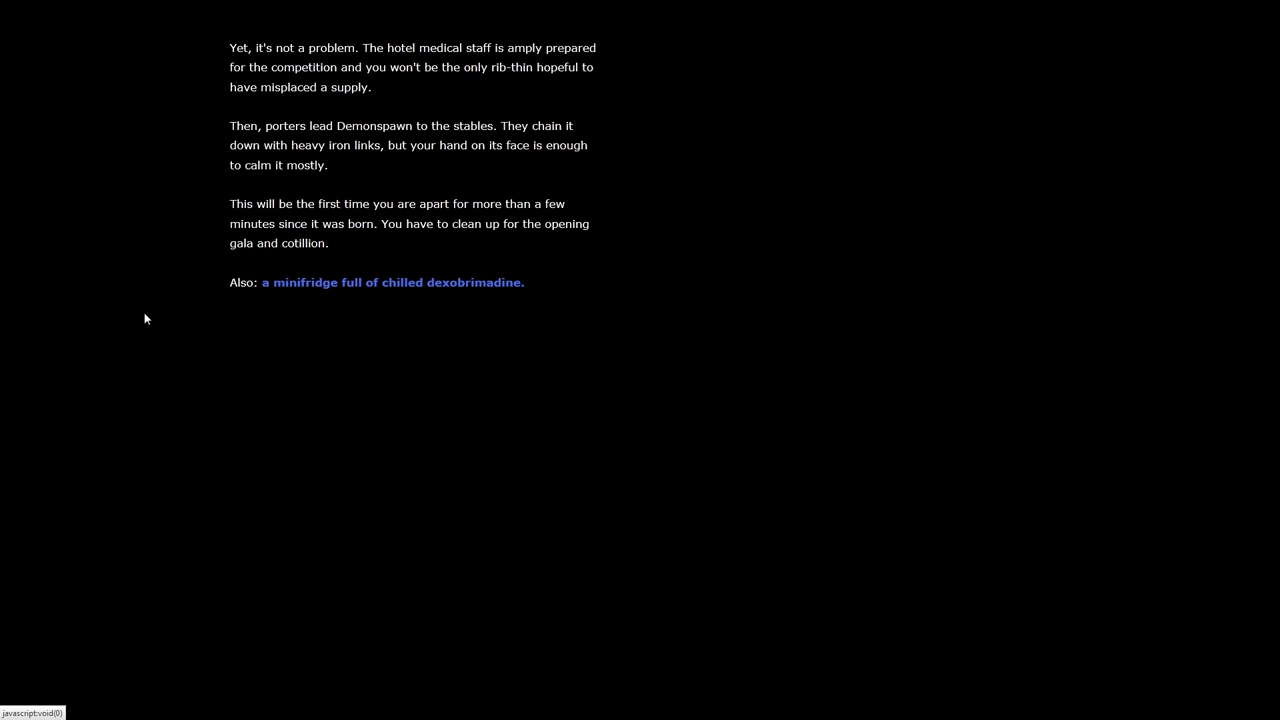 Yet, it's not a problem. The hotel medical staff is amply prepared
for the competition and you won't be the only rib-thin hopeful to
have misplaced a supply.
Then, porters lead Demonspawn to the stables. They chain it
down with heavy iron links, but your hand on its face is enough
to calm it mostly.
This will be the first time you are apart for more than a few
minutes since it was born. You have to clean up for the opening
gala and cotillion.
Also: a minifridge full of chilled dexobrimadine.
javascript:void(0)